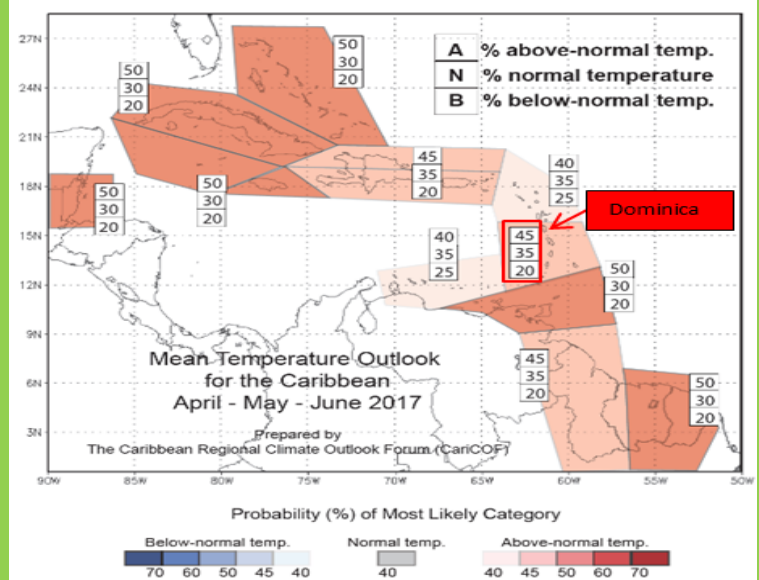 27N
24N
21N
18N
15N
12N
9N
6N
3N
A % above-normal temp.
N % normal temperature
B % below-normal temp.
50
30
20
50
30
20
50
30
20
50
30
20
45
35
20
40
35
25
Dominica
40
35
25
45
35
20
50
30
20
45
35
20
50
30
20
Mean Temperature Outlook
for the Caribbean
April - May - June 2017
Prepared by
The Caribbean Regional Climate Outlook Forum (CariCOF)
90W 85W 80W 75W 70W 65W 60W 55W 50W
Probability (%) of Most Likely Category
Below-normal temp. Normal temp. Above-normal temp.
70 60 50 45 40 40 40 45 50 60 70